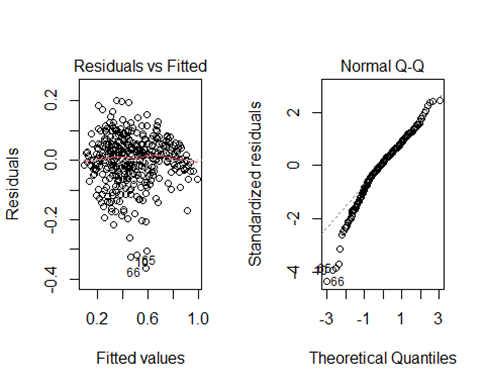 Residuals vs Fitted
Residuals
0.2
0.0
-0.2
-0.4
66
0.2
0.6
1.0
Fitted values
Normal Q-Q
Standardized residuals
2
0
-2
-4
66
-3
-1
1
3
Theoretical Quantiles